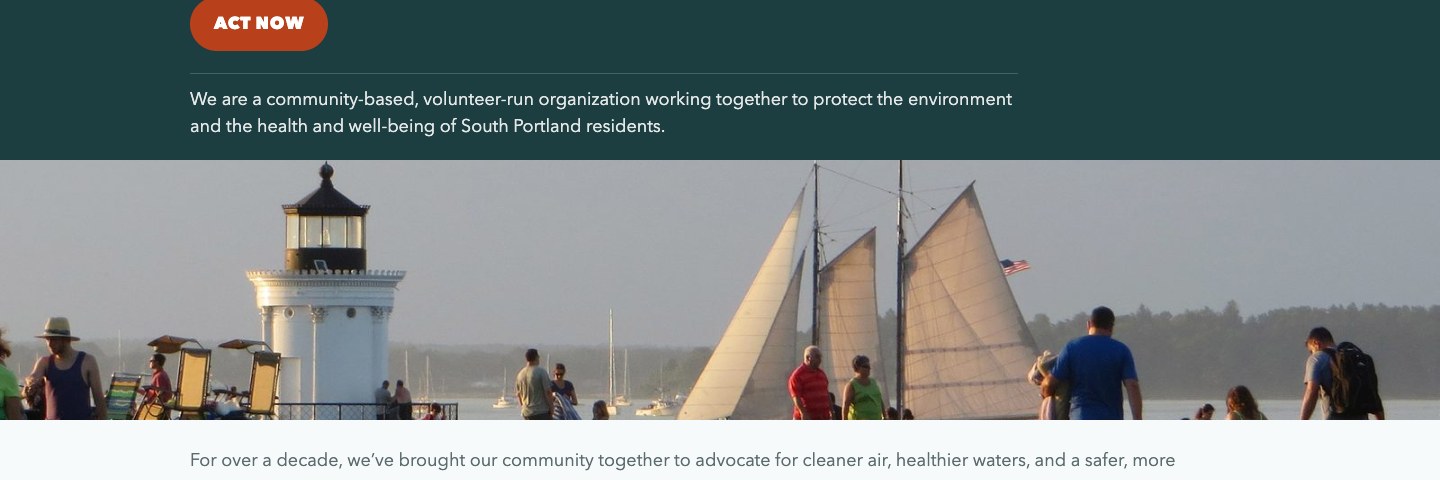 ACT NOW
We are a community-based, volunteer-run organization working together to protect the environment
and the health and well-being of South Portland residents.
For over a decade, we’ve brought our community together to advocate for cleaner air, healthier waters, and a safer, more